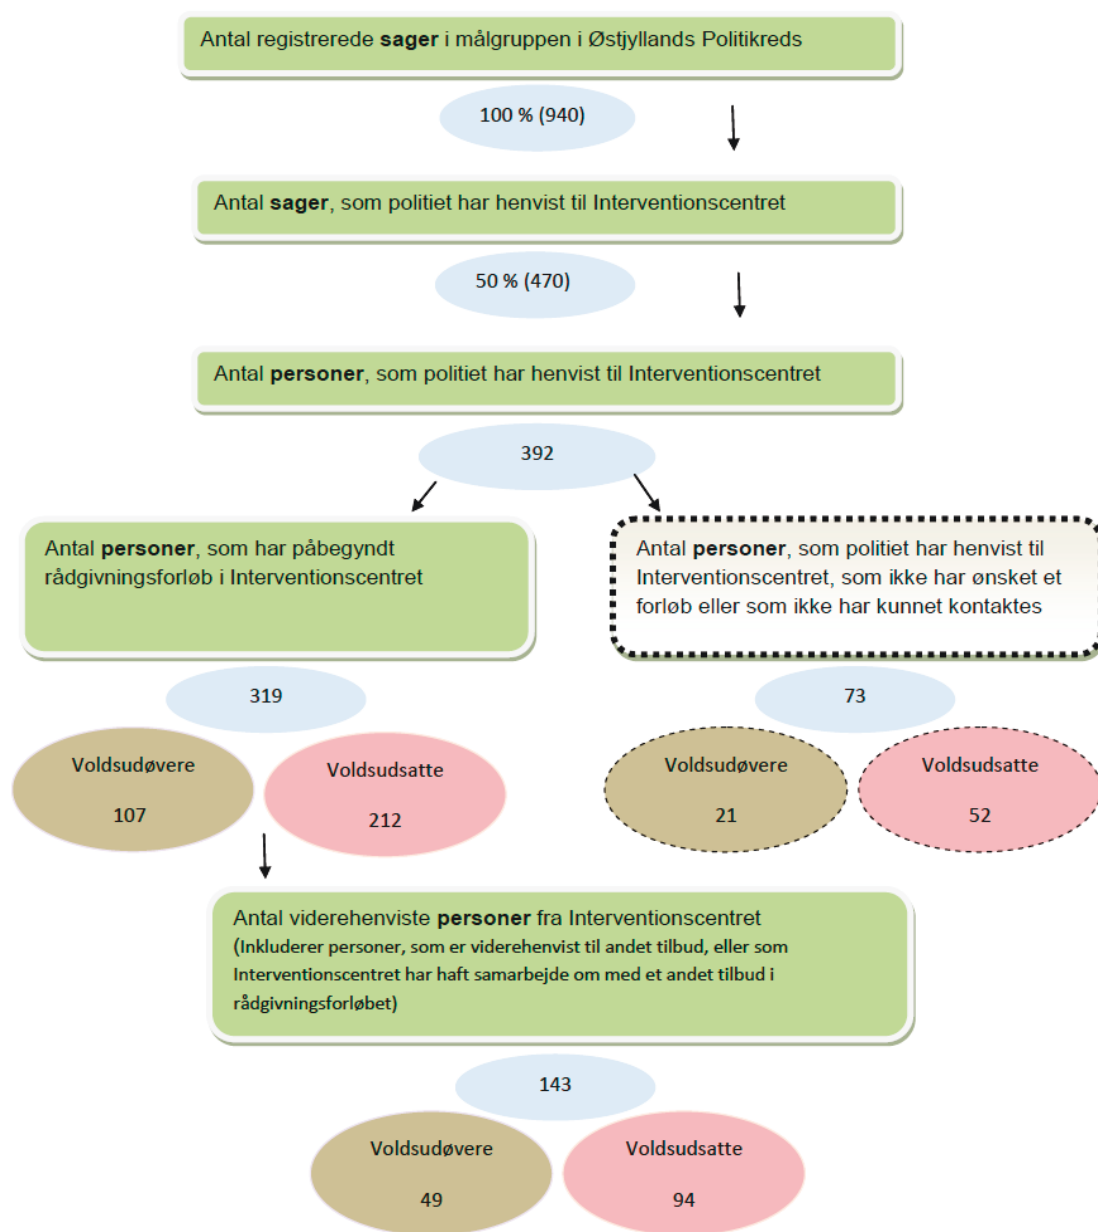 Antal registrerede sager i målgruppen i Østjyllands Politikreds
100 % (940)
Antal sager, som politiet har henvist til Interventionscentret
50 % (470)
Antal personer, som politiet har henvist til Interventionscentret
392
Antal personer, som har påbegyndt
rådgivningsforløb i Interventionscentret
Antal personer, som politiet har henvist til
Interventionscentret, som ikke har ønsket et
forløb eller som ikke har kunnet kontaktes
319
73
Voldsudøvere
107
Voldsudsatte
212
Voldsudøvere
21
Voldsudsatte
52
Antal viderehenviste personer fra Interventionscentret
(Inkluderer personer, som er viderehenvist til andet tilbud, eller som
Interventionscentret har haft samarbejde om med et andet tilbud i
rådgivningsforløbet)
143
Voldsudøvere
49
Voldsudsatte
94